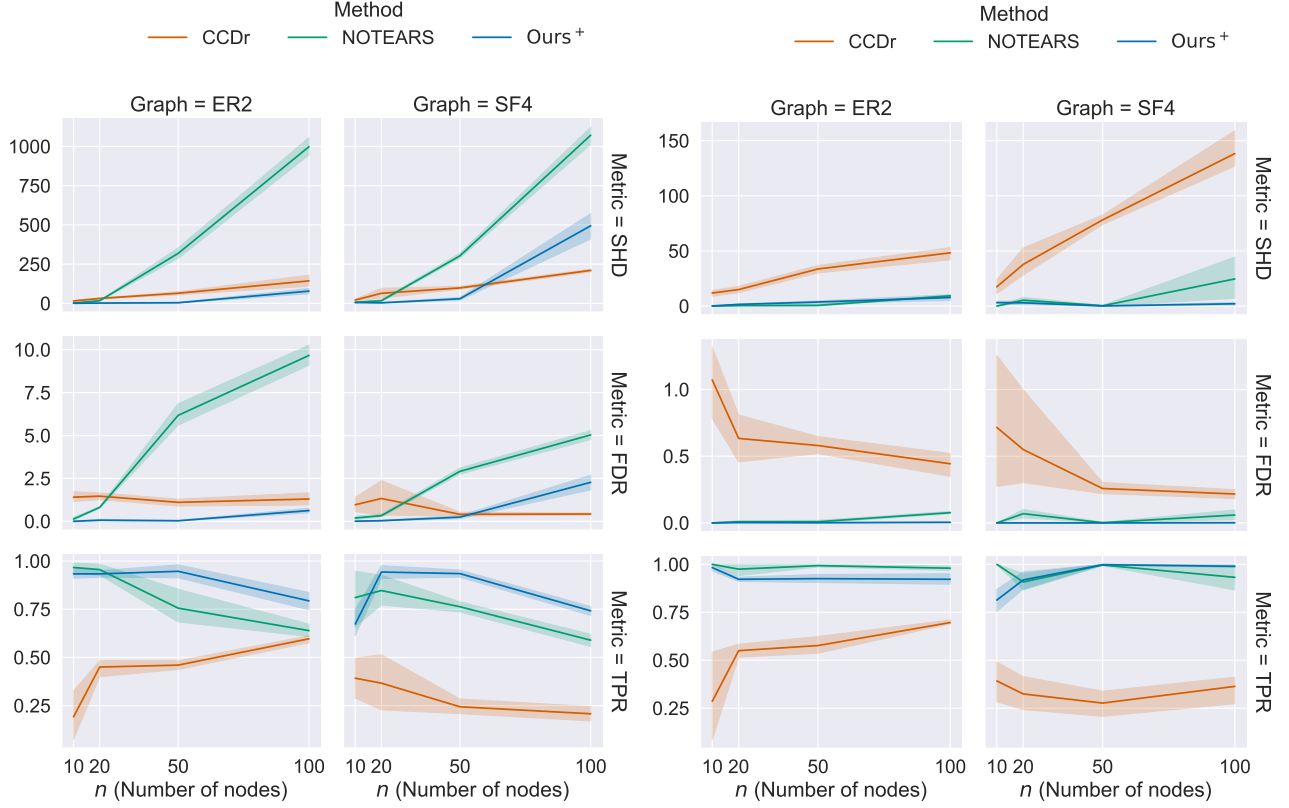 Method
CCDr NOTEARS Ours +
Graph = ER2 Graph = SF4
1000
750
500
250
0
Metric = SHD
10.0
7.5
5.0
2.5
0.0
Metric = FDR
1.00
0.75
0.50
0.25
Metric = TPR
10 20 50 100 10 20 50 100
n (Number of nodes) n (Number of nodes)
Method
CCDr NOTEARS Ours +
Graph = ER2 Graph = SF4
150
100
50
0
Metric = SHD
1.0
0.5
0.0
Metric = FDR
1.00
0.75
0.50
0.25
Metric = TPR
10 20 50 100 10 20 50 100
n (Number of nodes) n (Number of nodes)